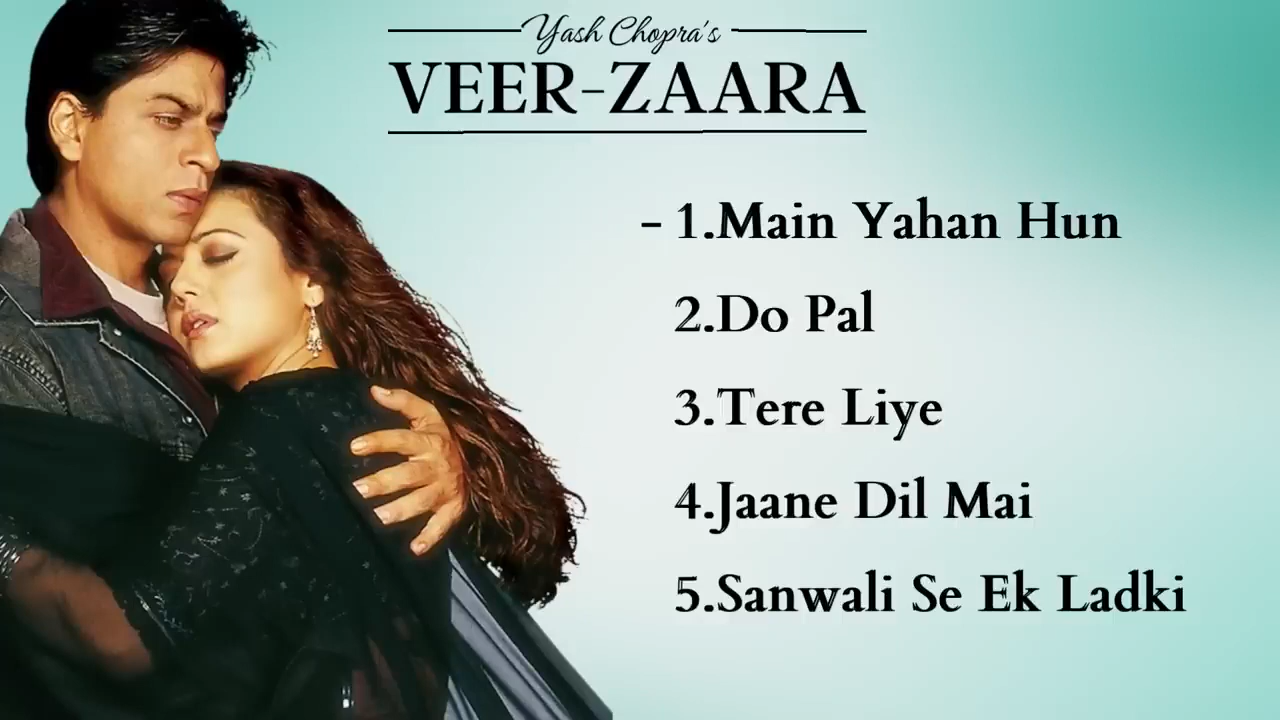 Yash Chopra's
VEER-ZAARA
- 1.Main Yahan Hun
2.Do Pal
3.Tere Liye
4.Jaane Dil Mai
5.Sanwali Se Ek Ladki